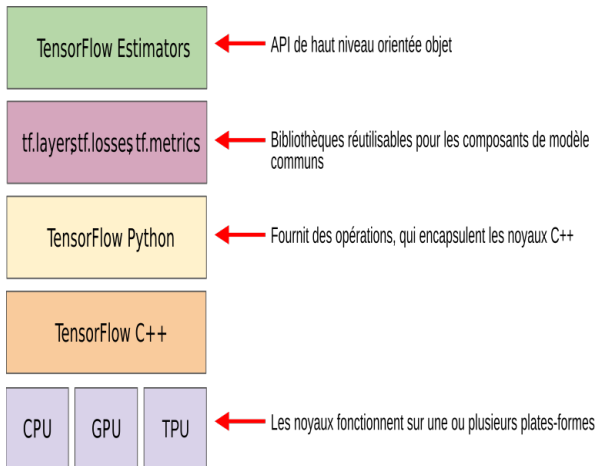 TensorFlow Estimators
API de haut niveau orientée objet
tf.layers, tf.losses, tf.metrics
Bibliothèques réutilisables pour les composants de modèle
communs
TensorFlow Python
Fournit des opérations, qui encapsulent les noyaux C++
TensorFlow C++
CPU
GPU
TPU
Les noyaux fonctionnent sur une ou plusieurs plates-formes